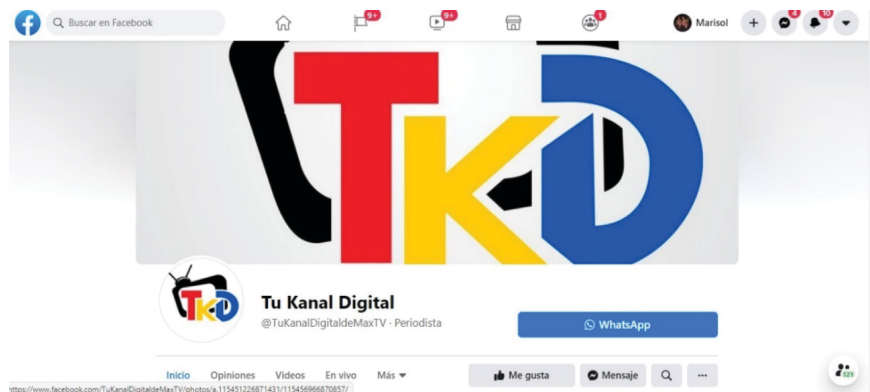 Buscar en Facebook
9+
9+
1
Marisol
4
10
TKD
TKD
Tu Kanal Digital
@TuKanalDigitaldeMaxTV · Periodista
WhatsApp
Inicio Opiniones Videos En vivo Más
Me gusta
Mensaje
121
https://www.facebook.com/TuKanalDigitaldeMaxTV/photos/a.115451226871431/115456966870857/